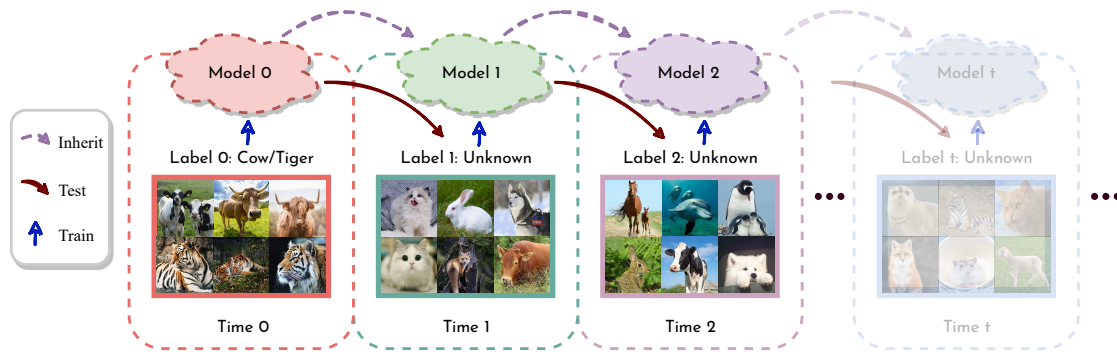 Model 0
Model 1
Model 2
Model t
Inherit
Test
Train
Label 0: Cow/Tiger
Label 1: Unknown
Label 2: Unknown
Label t: Unknown
Time 0
Time 1
Time 2
Time t